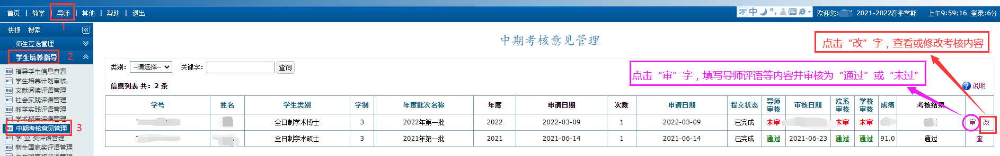 首页 | 教学 | 导师 | 其他 | 帮助 | 退出
中
欢迎您: 2021-2022春季学期 上午9:59:16 登录:6分
1
快捷 搜索
师生互选管理
学生培养指导 2
指导学生信息查看
学生培养计划审核
文献阅读评语管理
社会实践评语管理
教学实践评语管理
学术报告评语管理
中期考核意见管理 3
奖评语管理
新生国家奖评语管理
老生国家奖评语管理
中期考核意见管理
点击“改”字，查看或修改考核内容
类别： --请选择-- 关键字： 查询
点击“审”字，填写导师评语等内容并审核为“通过”或“未过”
信息列表 共：2 条
说明
学号 姓名 学生类别 学制 年度批次名称 年度 申请日期 次数 申请日期 提交状态 导师审核 审核日期 院系审核 学校审核 成绩 考核结果
全日制学术博士 3 2022年第一批 2022 2022-03-09 1 2022-03-09 已完成 未审 未审 未审 审 改
全日制学术硕士 3 2021年第一批 2021 2021-06-14 1 2021-06-14 已完成 通过 2021-06-23 通过 通过 91.0 通过 查